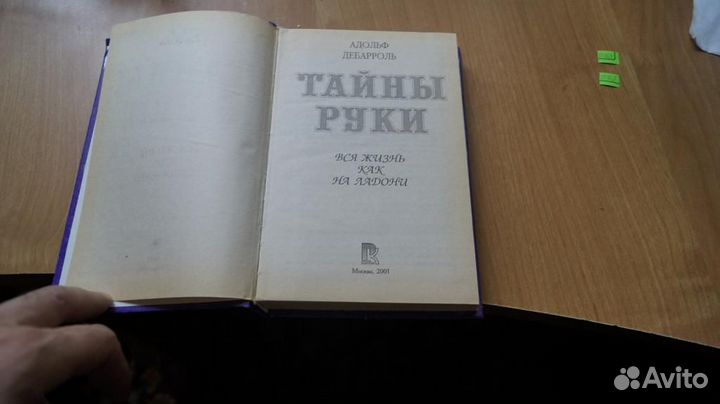 АДОЛЬФ
ДЕБАРРОЛЬ
ТАЙНЫ
РУКИ
ВСЯ ЖИЗНЬ
КАК
НА ЛАДОНИ
Москва, 2001
Avito